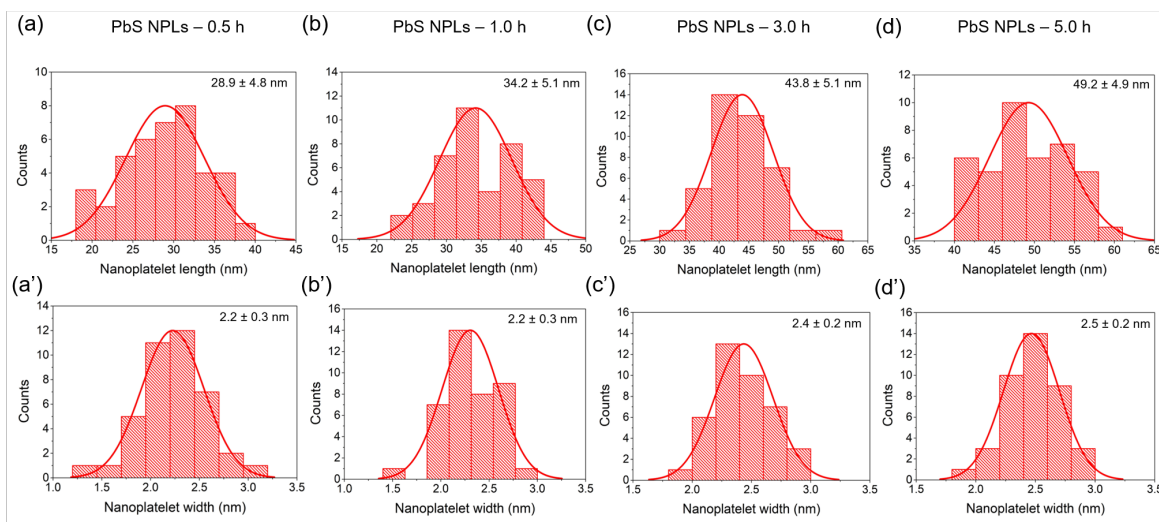 (a) PbS NPLs – 0.5 h
(b) PbS NPLs – 1.0 h
(c) PbS NPLs – 3.0 h
(d) PbS NPLs – 5.0 h
28.9 ± 4.8 nm
Counts
10
8
6
4
2
0
15 20 25 30 35 40 45
Nanoplatelet length (nm)
34.2 ± 5.1 nm
Counts
14
12
10
8
6
4
2
0
15 20 25 30 35 40 45 50
Nanoplatelet length (nm)
43.8 ± 5.1 nm
Counts
16
14
12
10
8
6
4
2
0
25 30 35 40 45 50 55 60 65
Nanoplatelet length (nm)
49.2 ± 4.9 nm
Counts
12
10
8
6
4
2
0
35 40 45 50 55 60 65
Nanoplatelet length (nm)
(a’)
2.2 ± 0.3 nm
Counts
14
12
10
8
6
4
2
0
1.0 1.5 2.0 2.5 3.0 3.5
Nanoplatelet width (nm)
(b’)
2.2 ± 0.3 nm
Counts
16
14
12
10
8
6
4
2
0
1.0 1.5 2.0 2.5 3.0 3.5
Nanoplatelet width (nm)
(c’)
2.4 ± 0.2 nm
Counts
16
14
12
10
8
6
4
2
0
1.5 2.0 2.5 3.0 3.5
Nanoplatelet width (nm)
(d’)
2.5 ± 0.2 nm
Counts
16
14
12
10
8
6
4
2
0
1.5 2.0 2.5 3.0 3.5
Nanoplatelet width (nm)